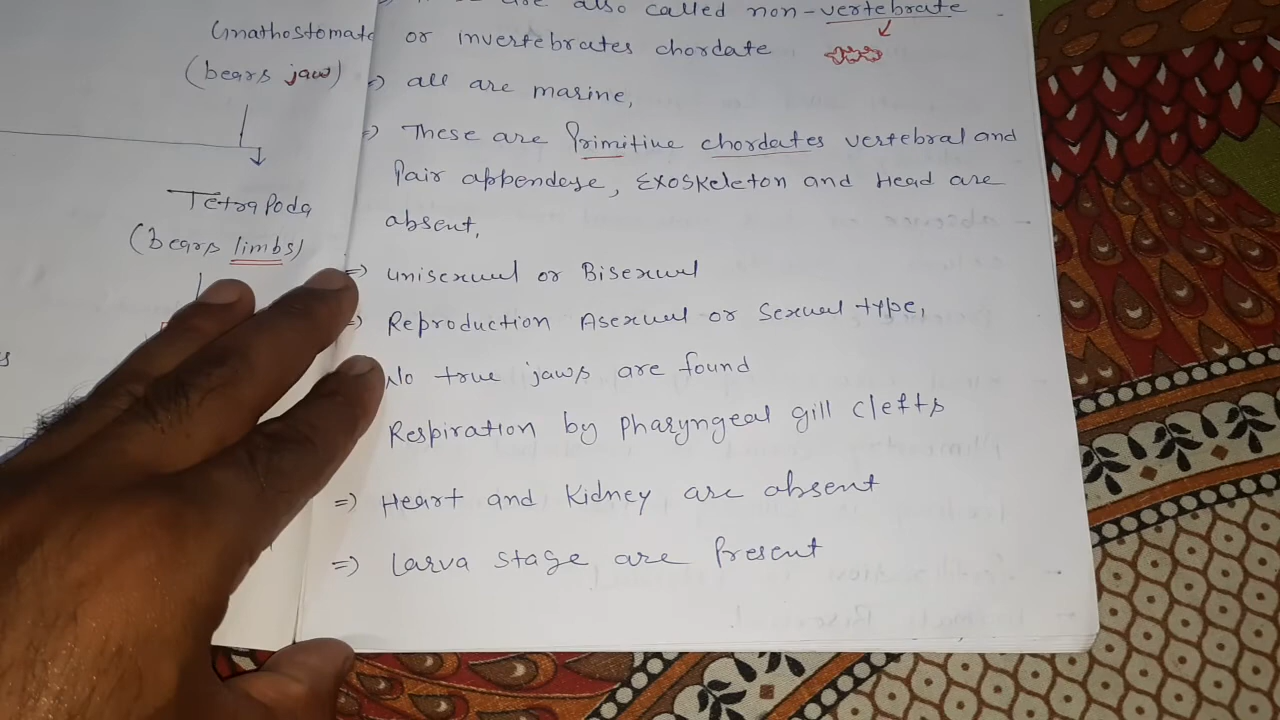 Gnathostomata
(bears jaw)
Tetrapoda
(bears limbs)
are also called non-vertebrate
or invertebrates chordate
=> all are marine,
=> These are Primitive chordates vertebral and
Pair appendage, Exoskeleton and Head are
absent,
=> unisexual or Bisexual
=> Reproduction Asexual or Sexual type,
No true jaws are found
Respiration by pharyngeal gill clefts
=> Heart and Kidney are absent
=> Larva stage are Present